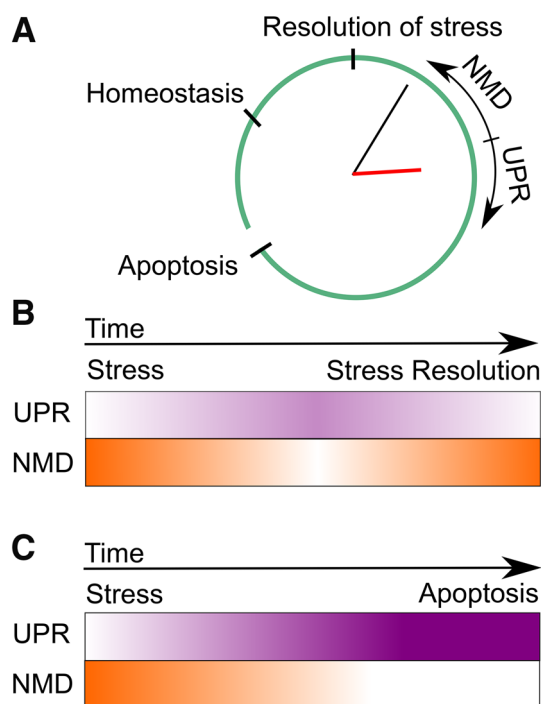 A
Resolution of stress
NMD
Homeostasis
UPR
Apoptosis
B
Time
Stress Stress Resolution
UPR
NMD
C
Time
Stress Apoptosis
UPR
NMD